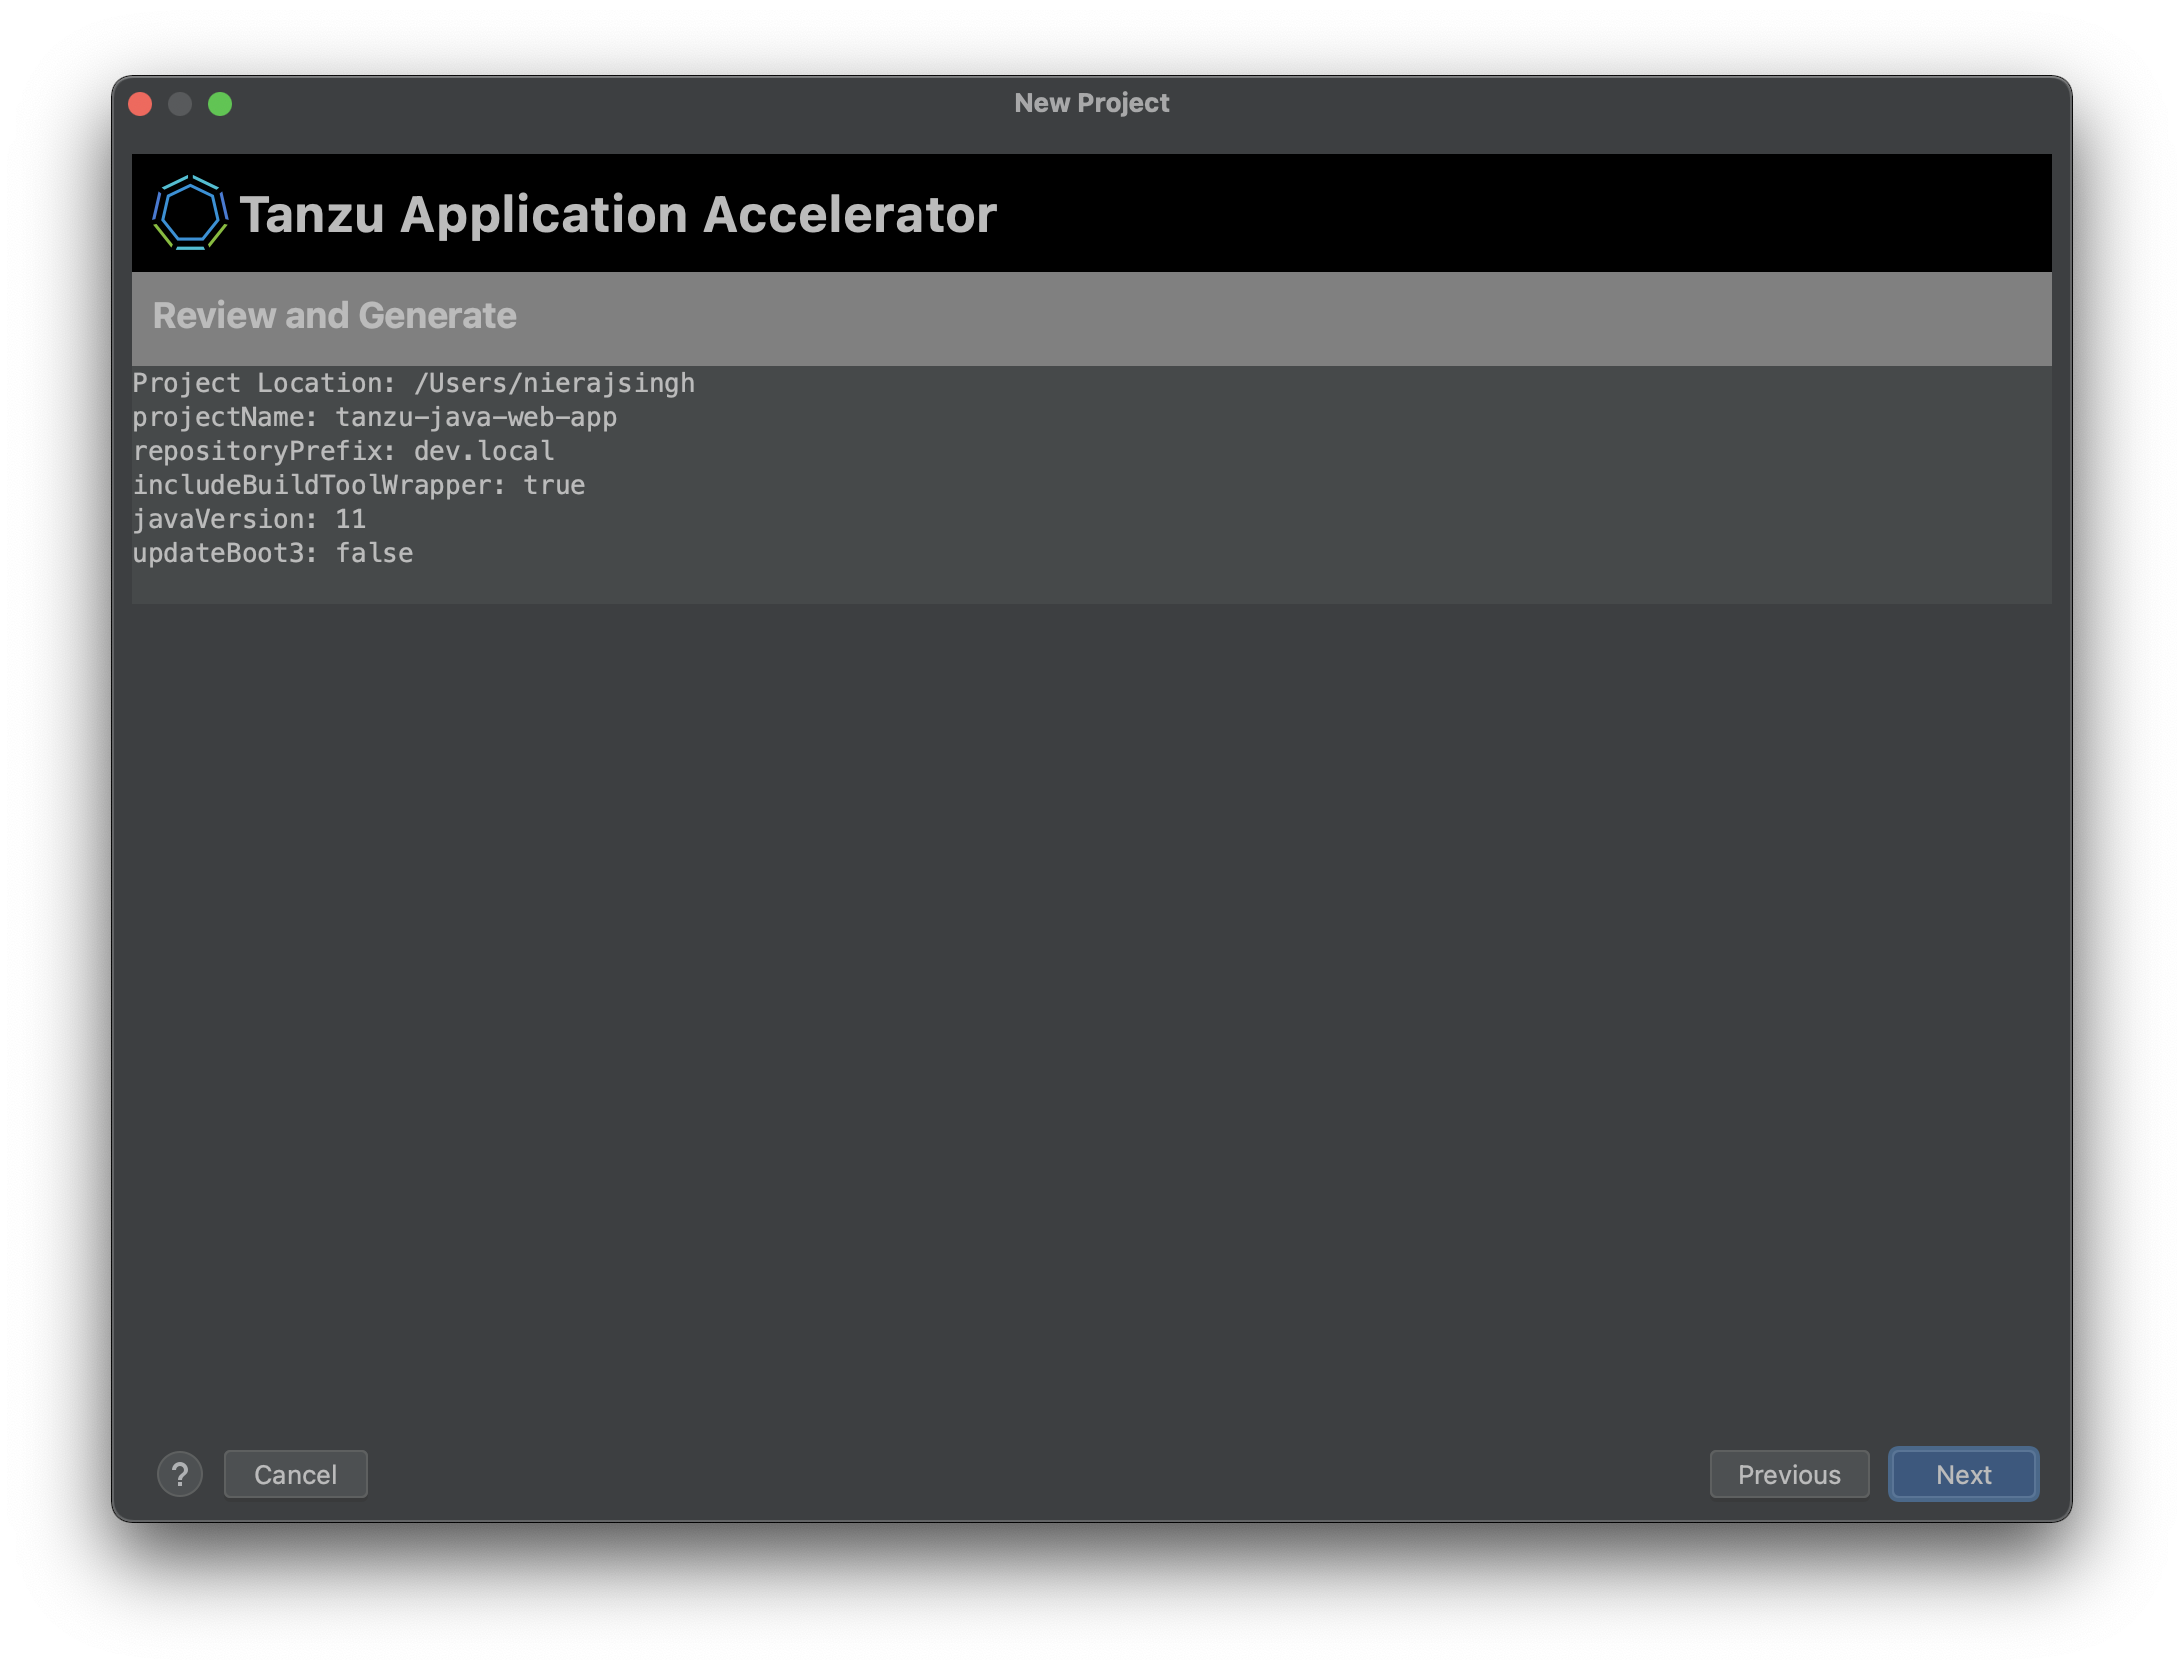 New Project
Tanzu Application Accelerator
Review and Generate
Project Location: /Users/nierajsingh
projectName: tanzu-java-web-app
repositoryPrefix: dev.local
includeBuildToolWrapper: true
javaVersion: 11
updateBoot3: false
? Cancel Previous Next